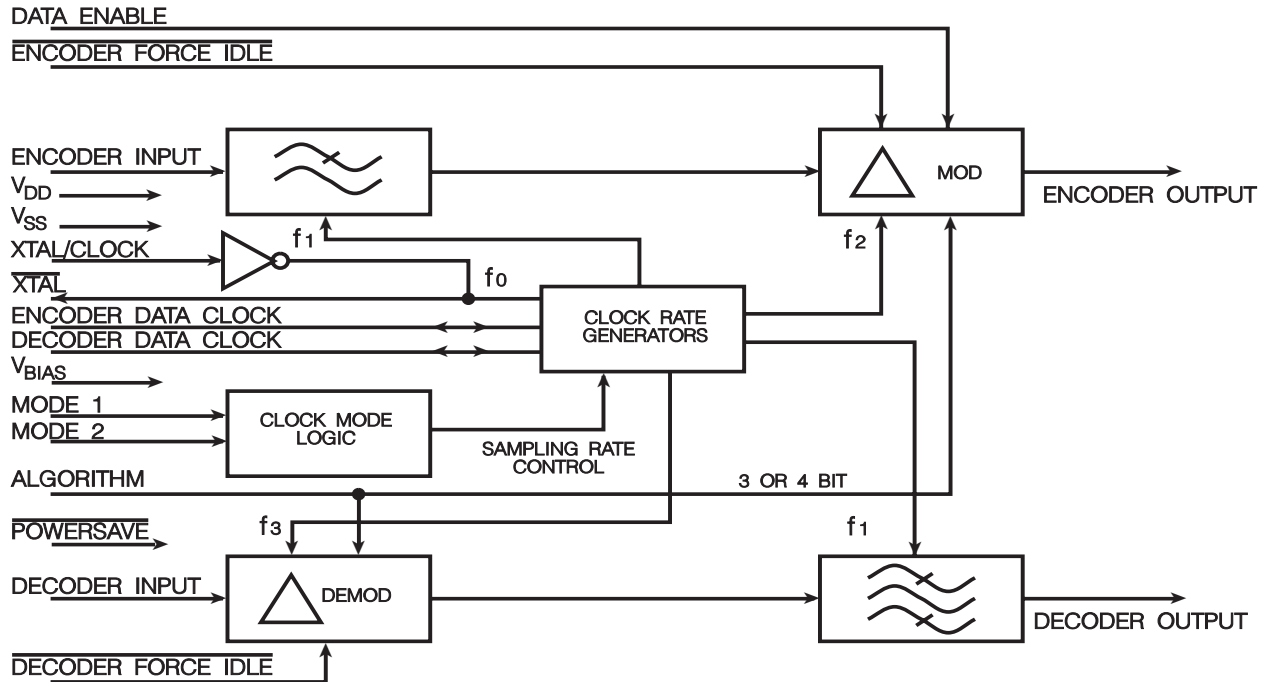 DATA ENABLE
ENCODER FORCE IDLE
ENCODER INPUT
MOD
VDD
ENCODER OUTPUT
VSS
XTAL/CLOCK
f1
f2
XTAL
f0
ENCODER DATA CLOCK
CLOCK RATE
GENERATORS
DECODER DATA CLOCK
VBIAS
MODE 1
MODE 2
CLOCK MODE
LOGIC
SAMPLING RATE
CONTROL
ALGORITHM
3 OR 4 BIT
POWERSAVE
f3
f1
DECODER INPUT
DEMOD
DECODER OUTPUT
DECODER FORCE IDLE